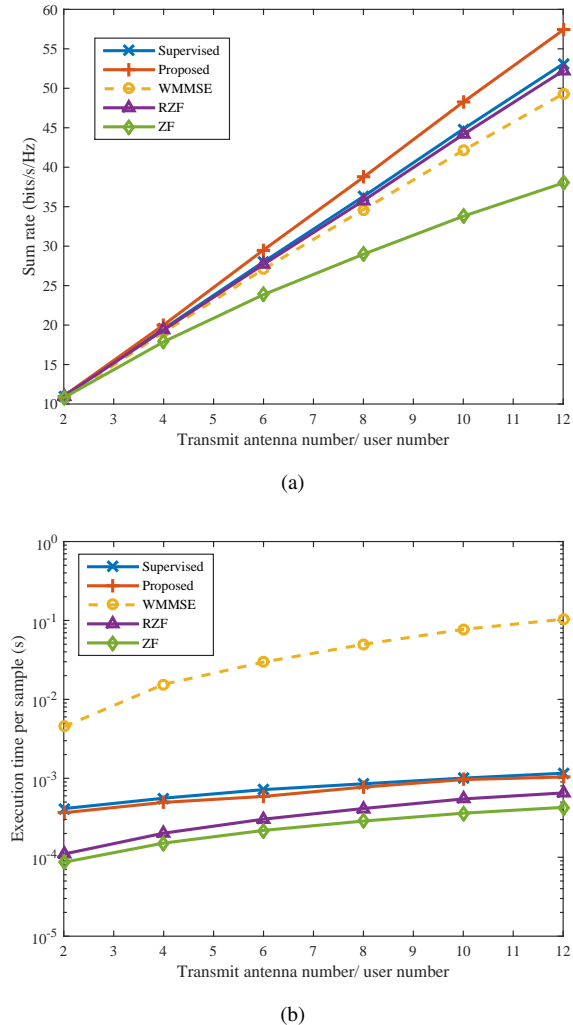 60
55
50
45
40
35
30
25
20
15
10
Sum rate (bits/s/Hz)
Supervised
Proposed
WMMSE
RZF
ZF
2 3 4 5 6 7 8 9 10 11 12
Transmit antenna number/ user number
(a)
10^0
10^-1
10^-2
10^-3
10^-4
10^-5
Execution time per sample (s)
Supervised
Proposed
WMMSE
RZF
ZF
2 3 4 5 6 7 8 9 10 11 12
Transmit antenna number/ user number
(b)